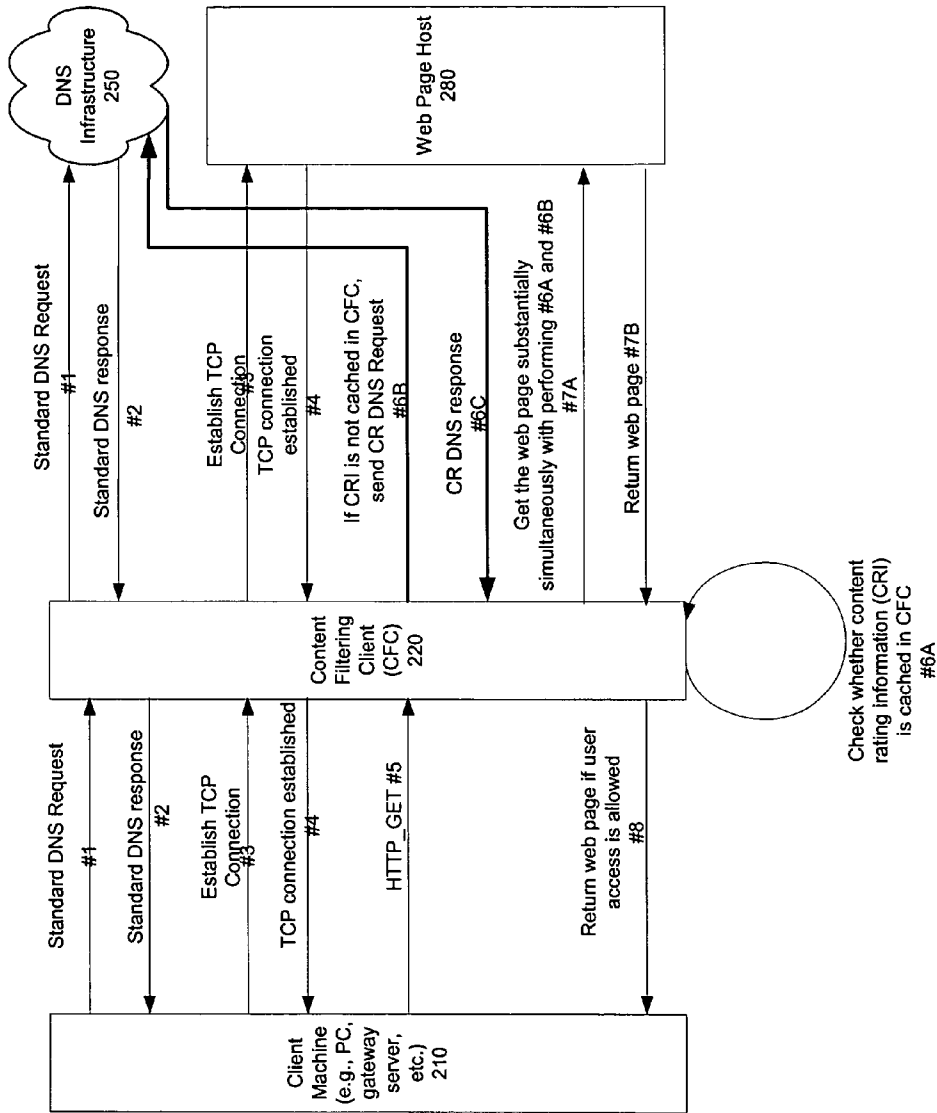 Client
Machine
(e.g., PC,
gateway
server,
etc.)
210
Standard DNS Request
#1
Standard DNS response
#2
Establish TCP
Connection
#3
TCP connection established
#4
HTTP_GET #5
Return web page if user
access is allowed
#8
Content
Filtering
Client
(CFC)
220
Check whether content
rating information (CRI)
is cached in CFC
#6A
Standard DNS Request
#1
Standard DNS response
#2
Establish TCP
Connection
#3
TCP connection
established
#4
If CRI is not cached in CFC,
send CR DNS Request
#6B
CR DNS response
#6C
Get the web page substantially
simultaneously with performing #6A and #6B
#7A
Return web page #7B
DNS
Infrastructure
250
Web Page Host
280